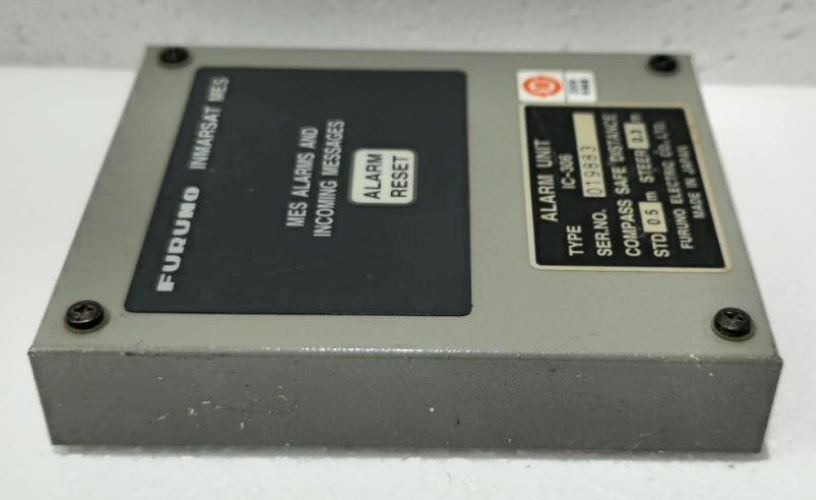 FURUNO INMARSAT MES
MES ALARMS AND
INCOMING MESSAGES
ALARM
RESET
ALARM UNIT
TYPE IC-306
SER.NO. 019883
COMPASS SAFE DISTANCE
STD 0.5 m STEER 0.3 m
FURUNO ELECTRIC CO., LTD.
MADE IN JAPAN